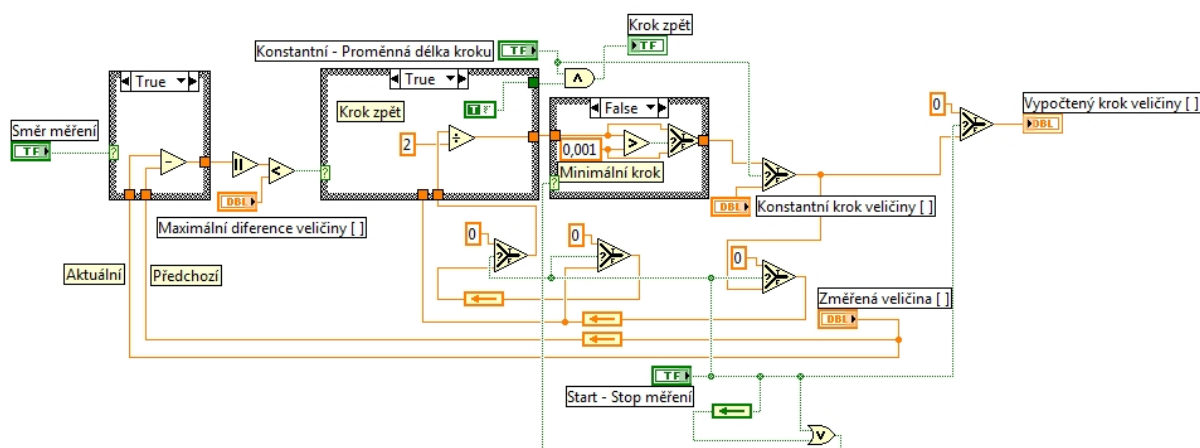 Krok zpět
Konstantní - Proměnná délka kroku
TF
TF
True
True
Krok zpět
T
False
0
Vypočtený krok veličiny [ ]
DBL
Směr měření
TF
2
0,001
Minimální krok
DBL
Maximální diference veličiny [ ]
DBL
Konstantní krok veličiny [ ]
0
0
0
Aktuální
Předchozí
Změřená veličina [ ]
DBL
TF
Start - Stop měření